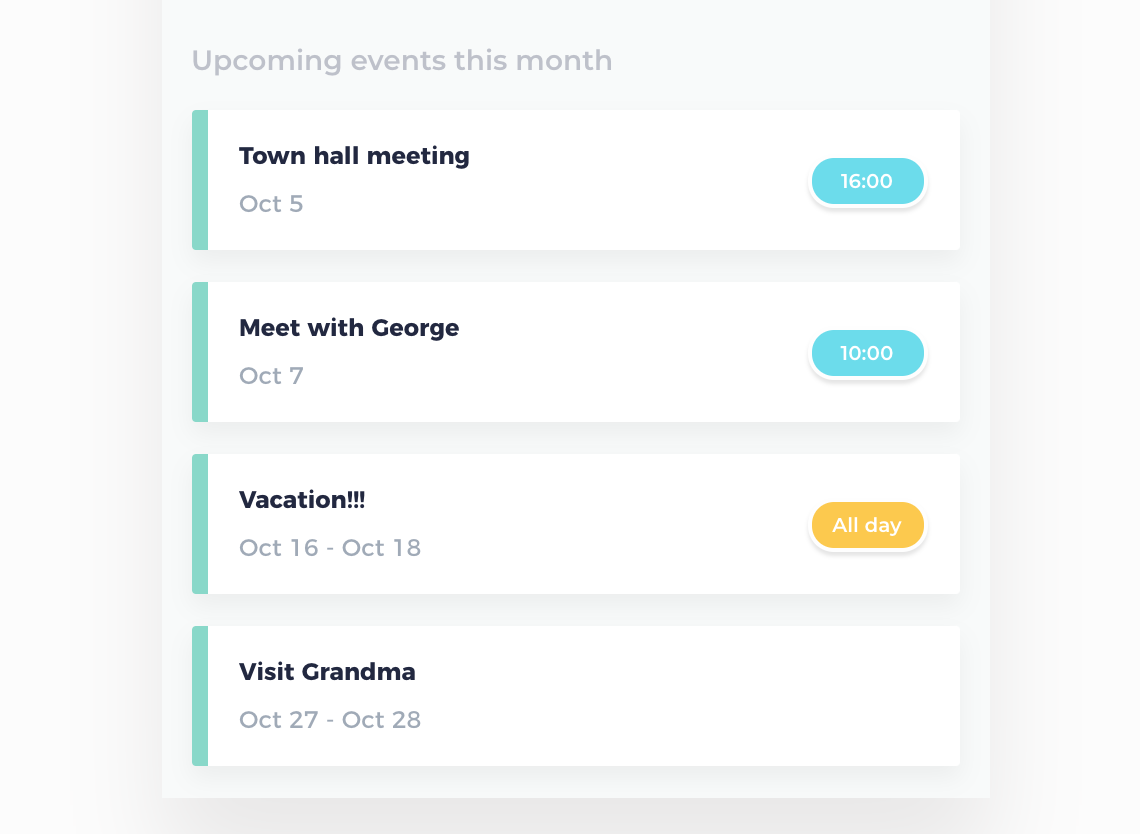 Upcoming events this month
Town hall meeting
Oct 5
16:00
Meet with George
Oct 7
10:00
Vacation!!!
Oct 16 - Oct 18
All day
Visit Grandma
Oct 27 - Oct 28